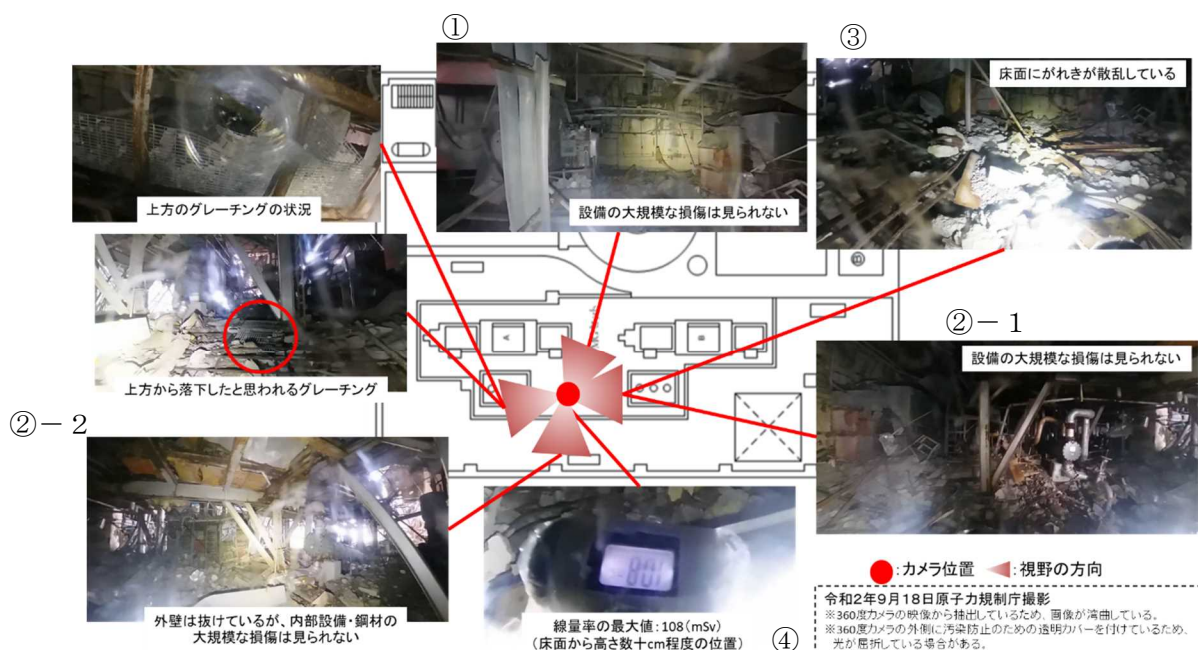 ①
③
床面にがれきが散乱している
上方のグレーチングの状況
設備の大規模な損傷は見られない
②－1
設備の大規模な損傷は見られない
上方から落下したと思われるグレーチング
A
B
②－2
外壁は抜けているが、内部設備・鋼材の
大規模な損傷は見られない
線量率の最大値：108(mSv)
(床面から高さ数十cm程度の位置)
④
：カメラ位置
：視野の方向
令和2年9月18日原子力規制庁撮影
※360度カメラの映像から抽出しているため、画像が湾曲している。
※360度カメラの外側に汚染防止のための透明カバーを付けているため、
光が屈折している場合がある。